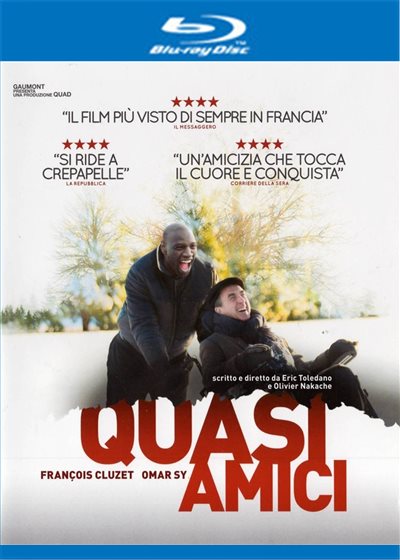 Blu-ray Disc™
GAUMONT
PRESENTA
UNA PRODUZIONE QUAD
"IL FILM PIÙ VISTO DI SEMPRE IN FRANCIA"
IL MESSAGGERO
"SI RIDE A
CREPAPELLE"
LA REPUBBLICA
"UN'AMICIZIA CHE TOCCA
IL CUORE E CONQUISTA"
CORRIERE DELLA SERA
scritto e diretto da Eric Toledano
e Olivier Nakache
QUASI
FRANÇOIS CLUZET OMAR SY
AMICI